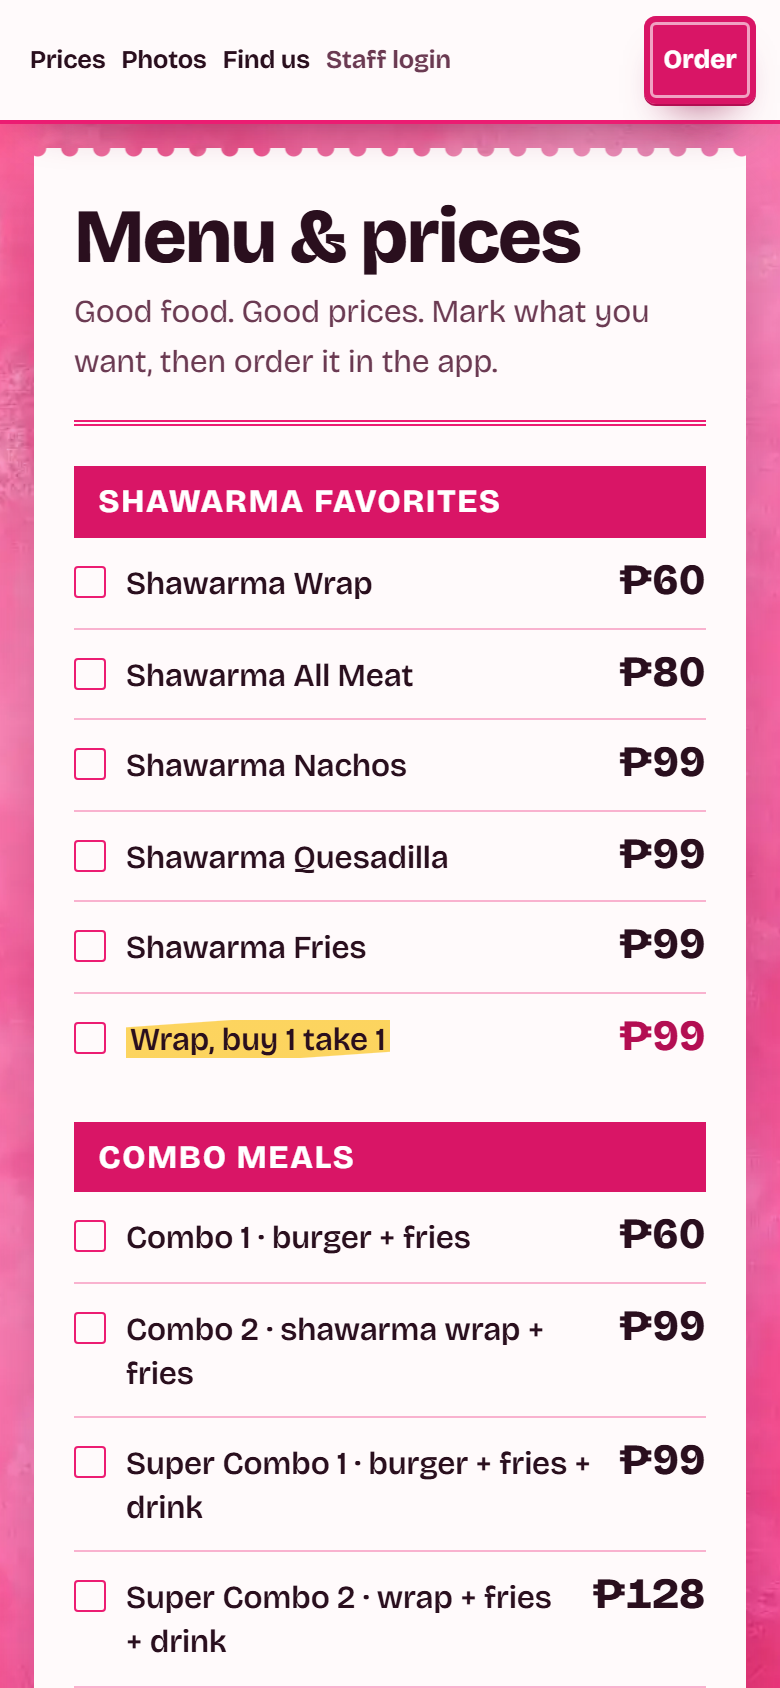 Prices Photos Find us Staff login Order
Menu & prices
Good food. Good prices. Mark what you
want, then order it in the app.
SHAWARMA FAVORITES
Shawarma Wrap ₱60
Shawarma All Meat ₱80
Shawarma Nachos ₱99
Shawarma Quesadilla ₱99
Shawarma Fries ₱99
Wrap, buy 1 take 1 ₱99
COMBO MEALS
Combo 1 · burger + fries ₱60
Combo 2 · shawarma wrap + ₱99
fries
Super Combo 1 · burger + fries + ₱99
drink
Super Combo 2 · wrap + fries ₱128
+ drink